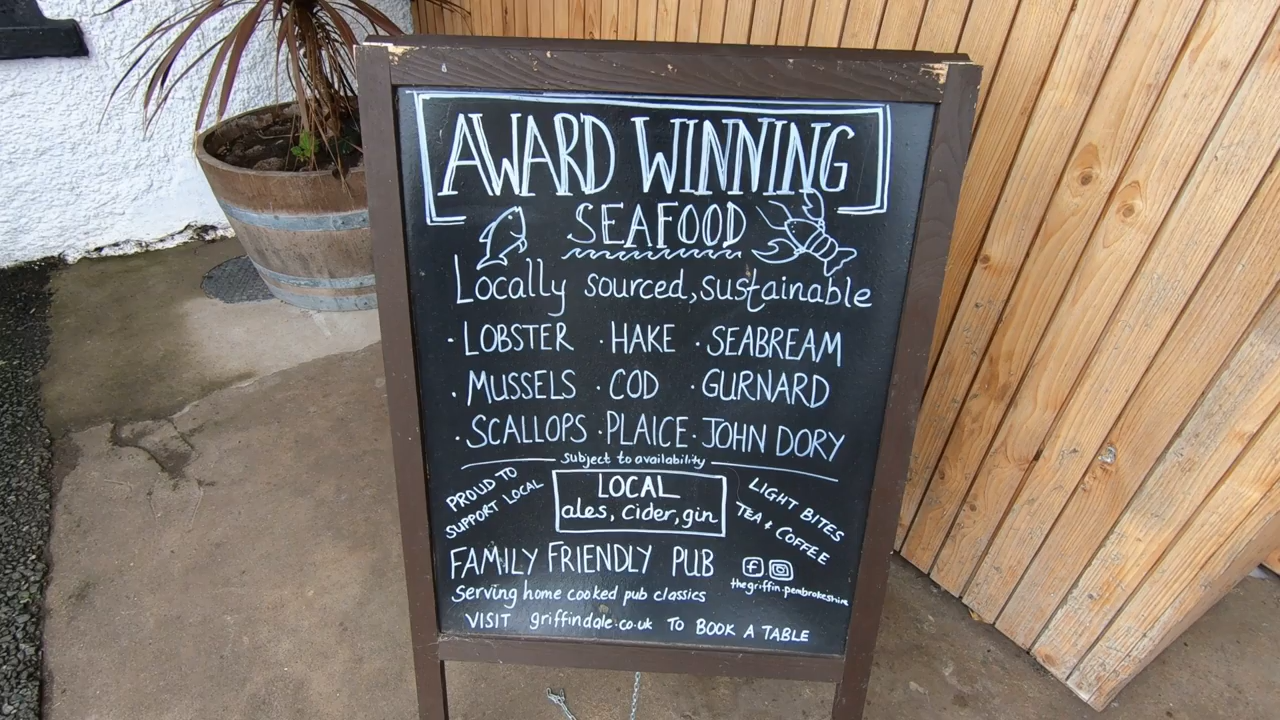 AWARD WINNING
SEAFOOD
Locally sourced, sustainable
· LOBSTER · HAKE · SEABREAM
· MUSSELS · COD · GURNARD
· SCALLOPS · PLAICE · JOHN DORY
Subject to availability
PROUD TO
SUPPORT LOCAL
LOCAL
ales, cider, gin
LIGHT BITES
TEA & COFFEE
FAMILY FRIENDLY PUB
thegriffin.pembrokeshire
Serving home cooked pub classics
VISIT griffindale.co.uk TO BOOK A TABLE